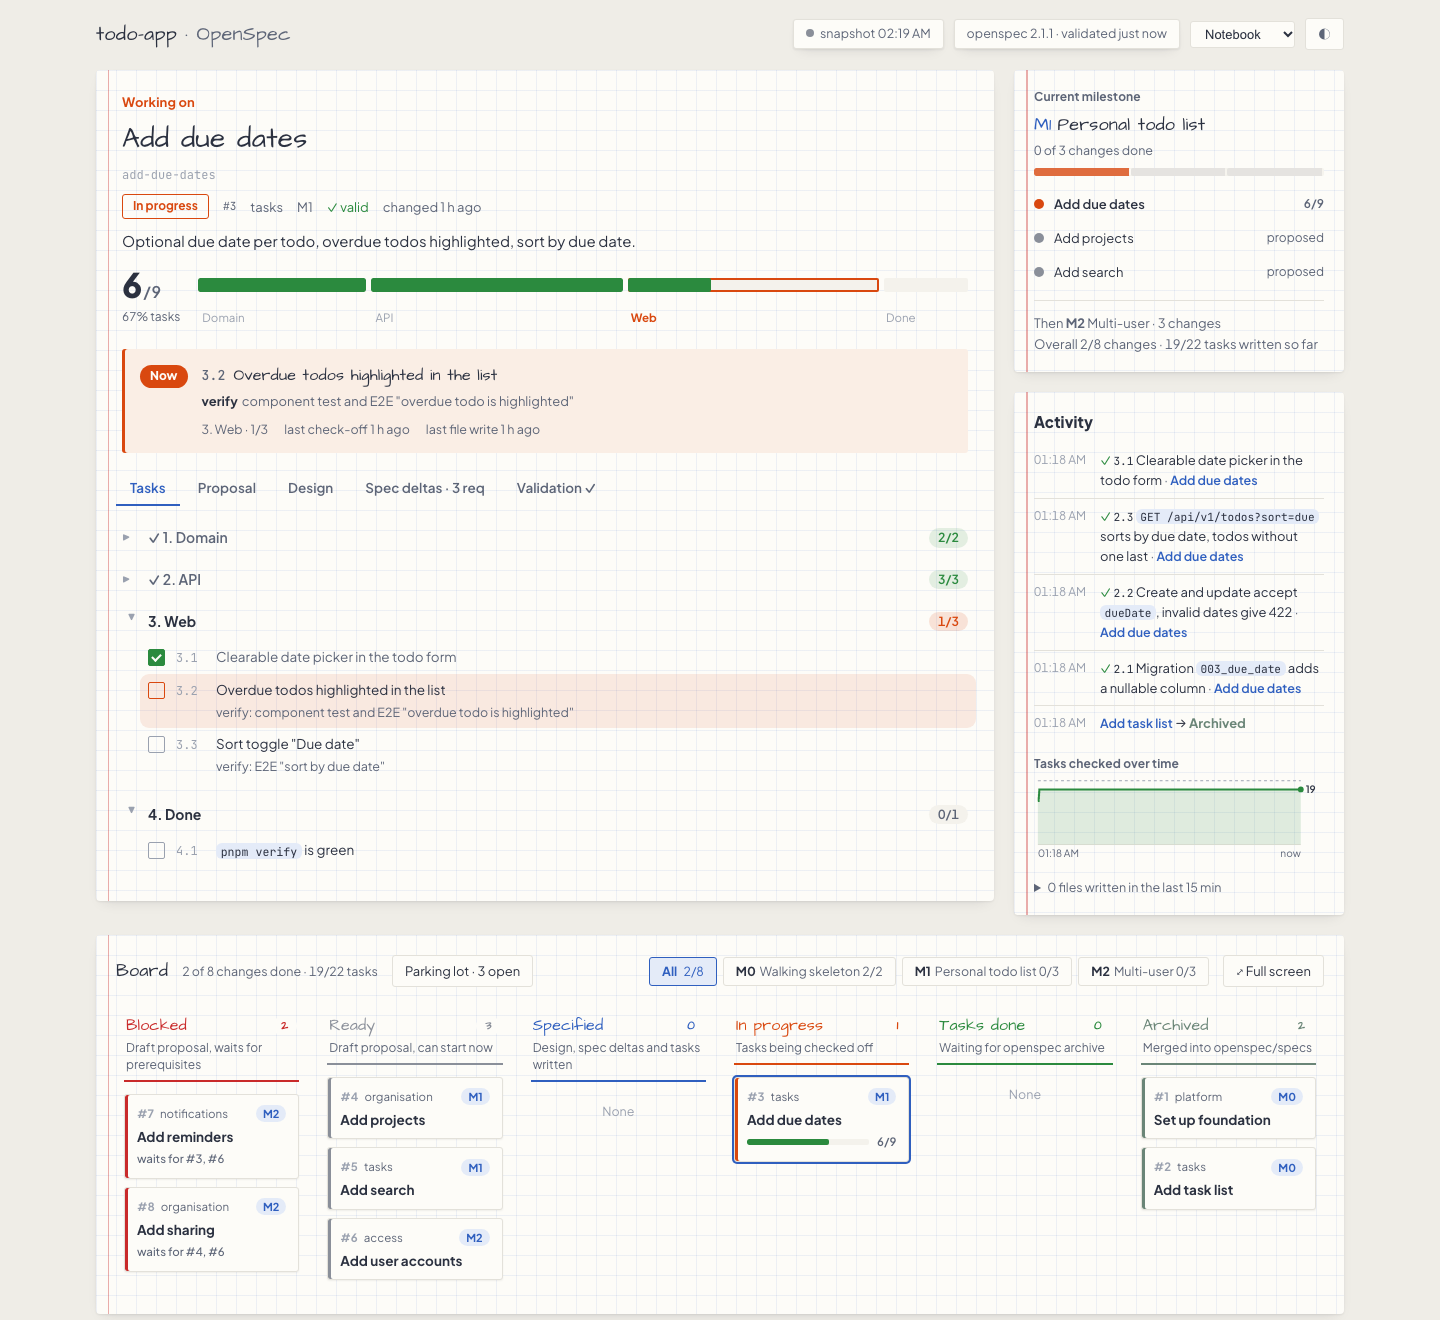 todo-app · OpenSpec
snapshot 02:19 AM
openspec 2.1.1 · validated just now
Notebook
Working on
Add due dates
add-due-dates
In progress #3 tasks M1 ✓ valid changed 1 h ago
Optional due date per todo, overdue todos highlighted, sort by due date.
6/9
67% tasks
Domain API Web Done
Now 3.2 Overdue todos highlighted in the list
verify component test and E2E "overdue todo is highlighted"
3. Web · 1/3 last check-off 1 h ago last file write 1 h ago
Tasks Proposal Design Spec deltas · 3 req Validation ✓
✓ 1. Domain 2/2
✓ 2. API 3/3
3. Web 1/3
3.1 Clearable date picker in the todo form
3.2 Overdue todos highlighted in the list
verify: component test and E2E "overdue todo is highlighted"
3.3 Sort toggle "Due date"
verify: E2E "sort by due date"
4. Done 0/1
4.1 pnpm verify is green
Current milestone
M1 Personal todo list
0 of 3 changes done
Add due dates 6/9
Add projects proposed
Add search proposed
Then M2 Multi-user · 3 changes
Overall 2/8 changes · 19/22 tasks written so far
Activity
01:18 AM ✓ 3.1 Clearable date picker in the
todo form · Add due dates
01:18 AM ✓ 2.3 GET /api/v1/todos?sort=due
sorts by due date, todos without
one last · Add due dates
01:18 AM ✓ 2.2 Create and update accept
dueDate, invalid dates give 422 ·
Add due dates
01:18 AM ✓ 2.1 Migration 003_due_date adds
a nullable column · Add due dates
01:18 AM Add task list → Archived
Tasks checked over time
19
01:18 AM now
0 files written in the last 15 min
Board 2 of 8 changes done · 19/22 tasks Parking lot · 3 open
All 2/8 M0 Walking skeleton 2/2 M1 Personal todo list 0/3 M2 Multi-user 0/3 Full screen
Blocked 2
Draft proposal, waits for
prerequisites
#7 notifications M2
Add reminders
waits for #3, #6
#8 organisation M2
Add sharing
waits for #4, #6
Ready 3
Draft proposal, can start now
#4 organisation M1
Add projects
#5 tasks M1
Add search
#6 access M2
Add user accounts
Specified 0
Design, spec deltas and tasks
written
None
In progress 1
Tasks being checked off
#3 tasks M1
Add due dates
6/9
Tasks done 0
Waiting for openspec archive
None
Archived 2
Merged into openspec/specs
#1 platform M0
Set up foundation
#2 tasks M0
Add task list